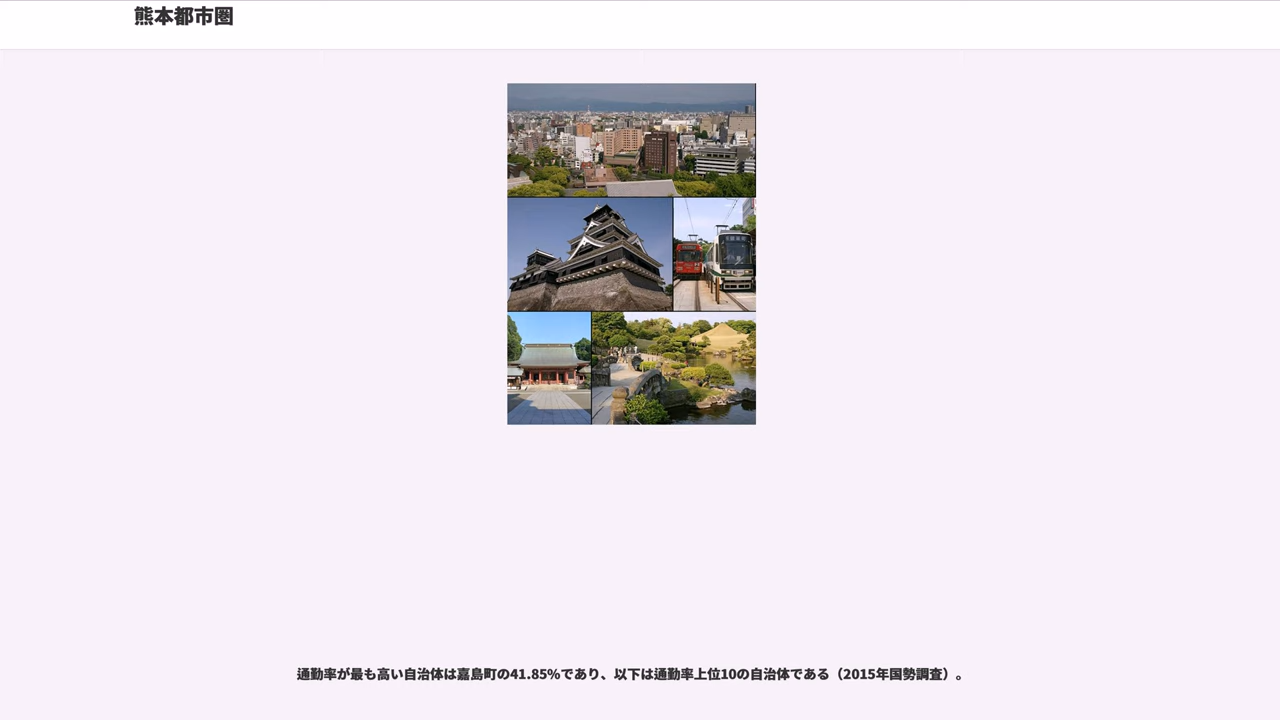 熊本都市圏
通勤率が最も高い自治体は嘉島町の41.85%であり、以下は通勤率上位10の自治体である（2015年国勢調査）。